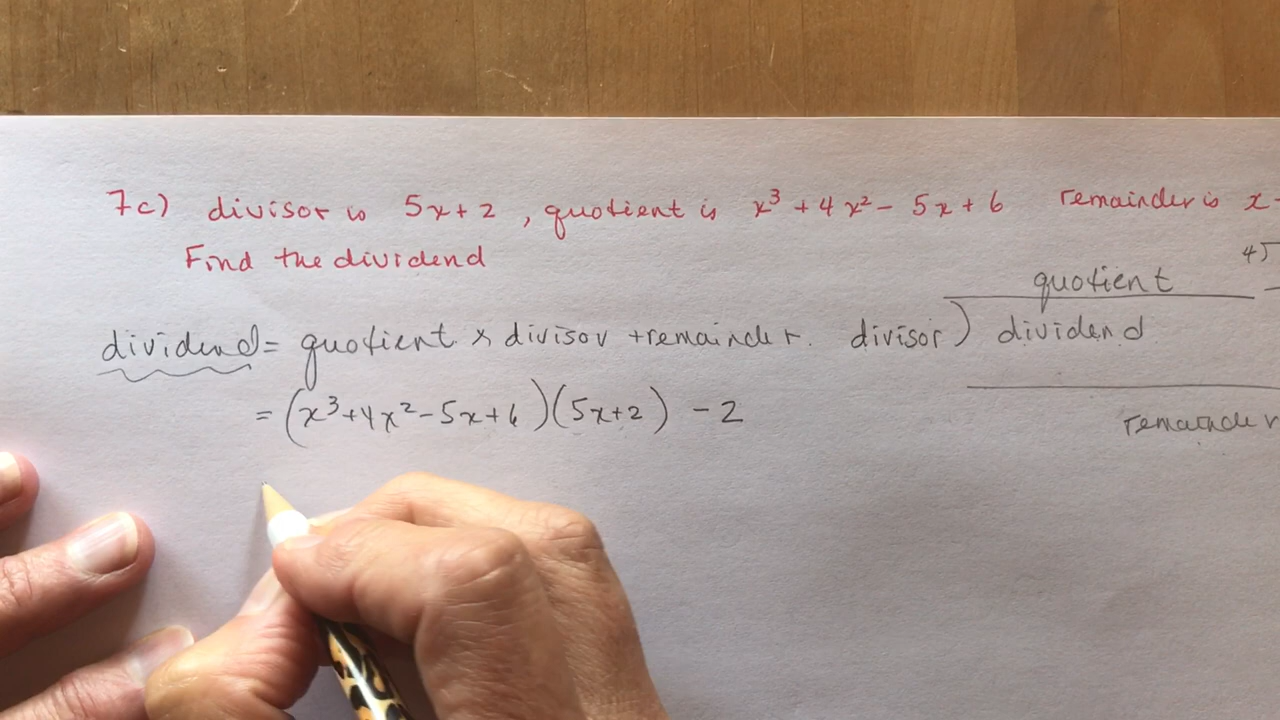 7c) divisor is 5x+2, quotient is x³+4x²-5x+6 remainder is x-
Find the dividend
4)
quotient
dividend = quotient x divisor + remainder. divisor) dividend
= (x³+4x²-5x+6)(5x+2) -2
remainder